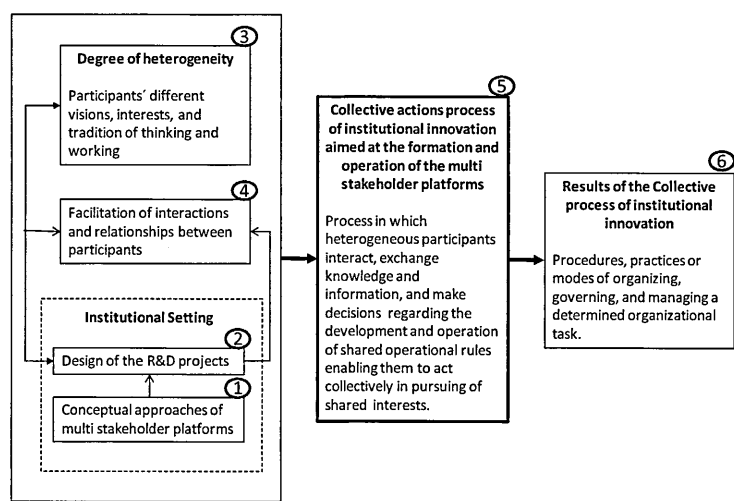 3
Degree of heterogeneity
Participants´ different
visions, interests, and
tradition of thinking and
working
4
Facilitation of interactions
and relationships between
participants
Institutional Setting
2
Design of the R&D projects
1
Conceptual approaches of
multi stakeholder platforms
5
Collective actions process
of institutional innovation
aimed at the formation and
operation of the multi
stakeholder platforms
Process in which
heterogeneous participants
interact, exchange
knowledge and
information, and make
decisions regarding the
development and operation
of shared operational rules
enabling them to act
collectively in pursuing of
shared interests.
6
Results of the Collective
process of institutional
innovation
Procedures, practices or
modes of organizing,
governing, and managing a
determined organizational
task.